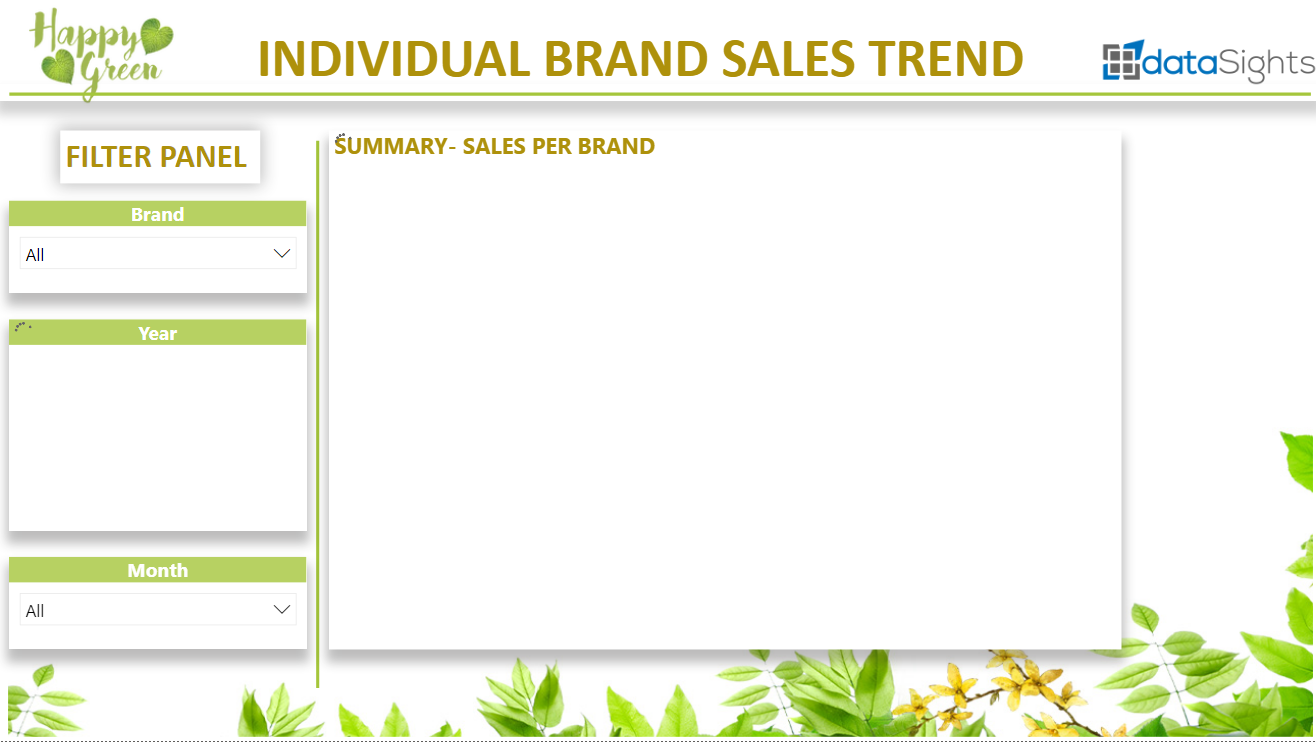 Happy
Green
INDIVIDUAL BRAND SALES TREND
dataSights
FILTER PANEL
SUMMARY- SALES PER BRAND
Brand
All
Year
Month
All